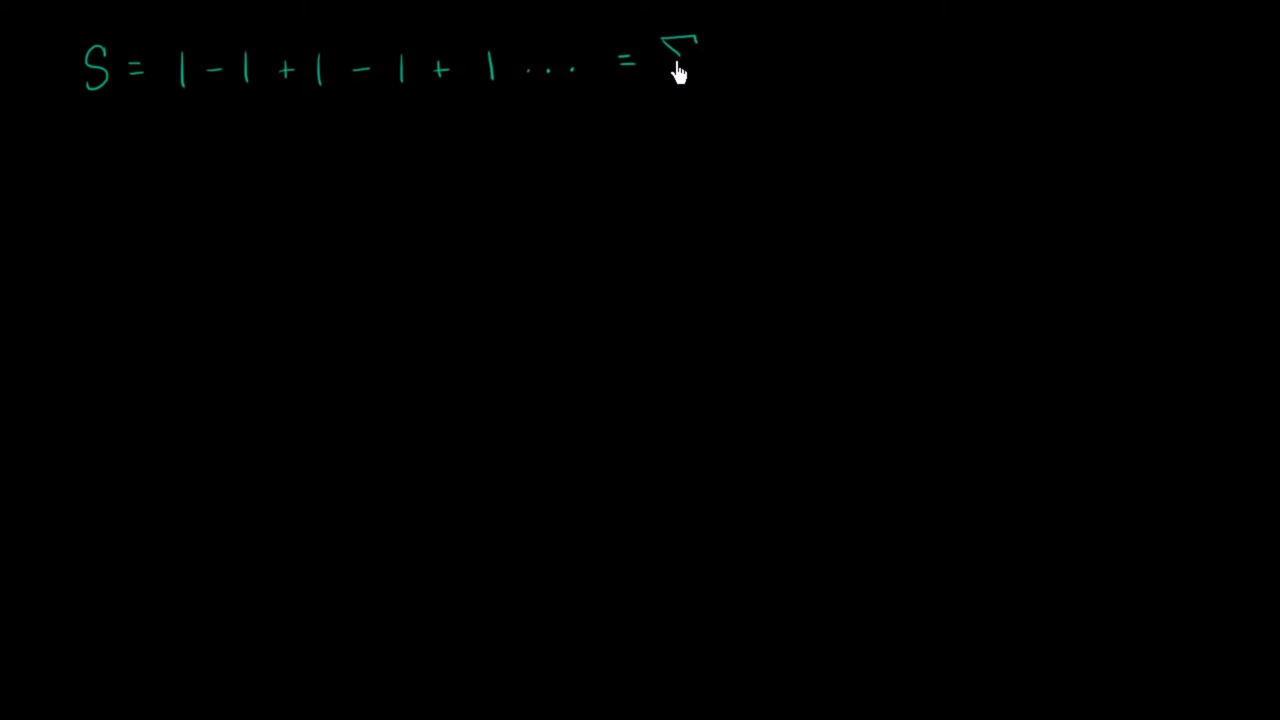 S = 1 - 1 + 1 - 1 + 1 ... =